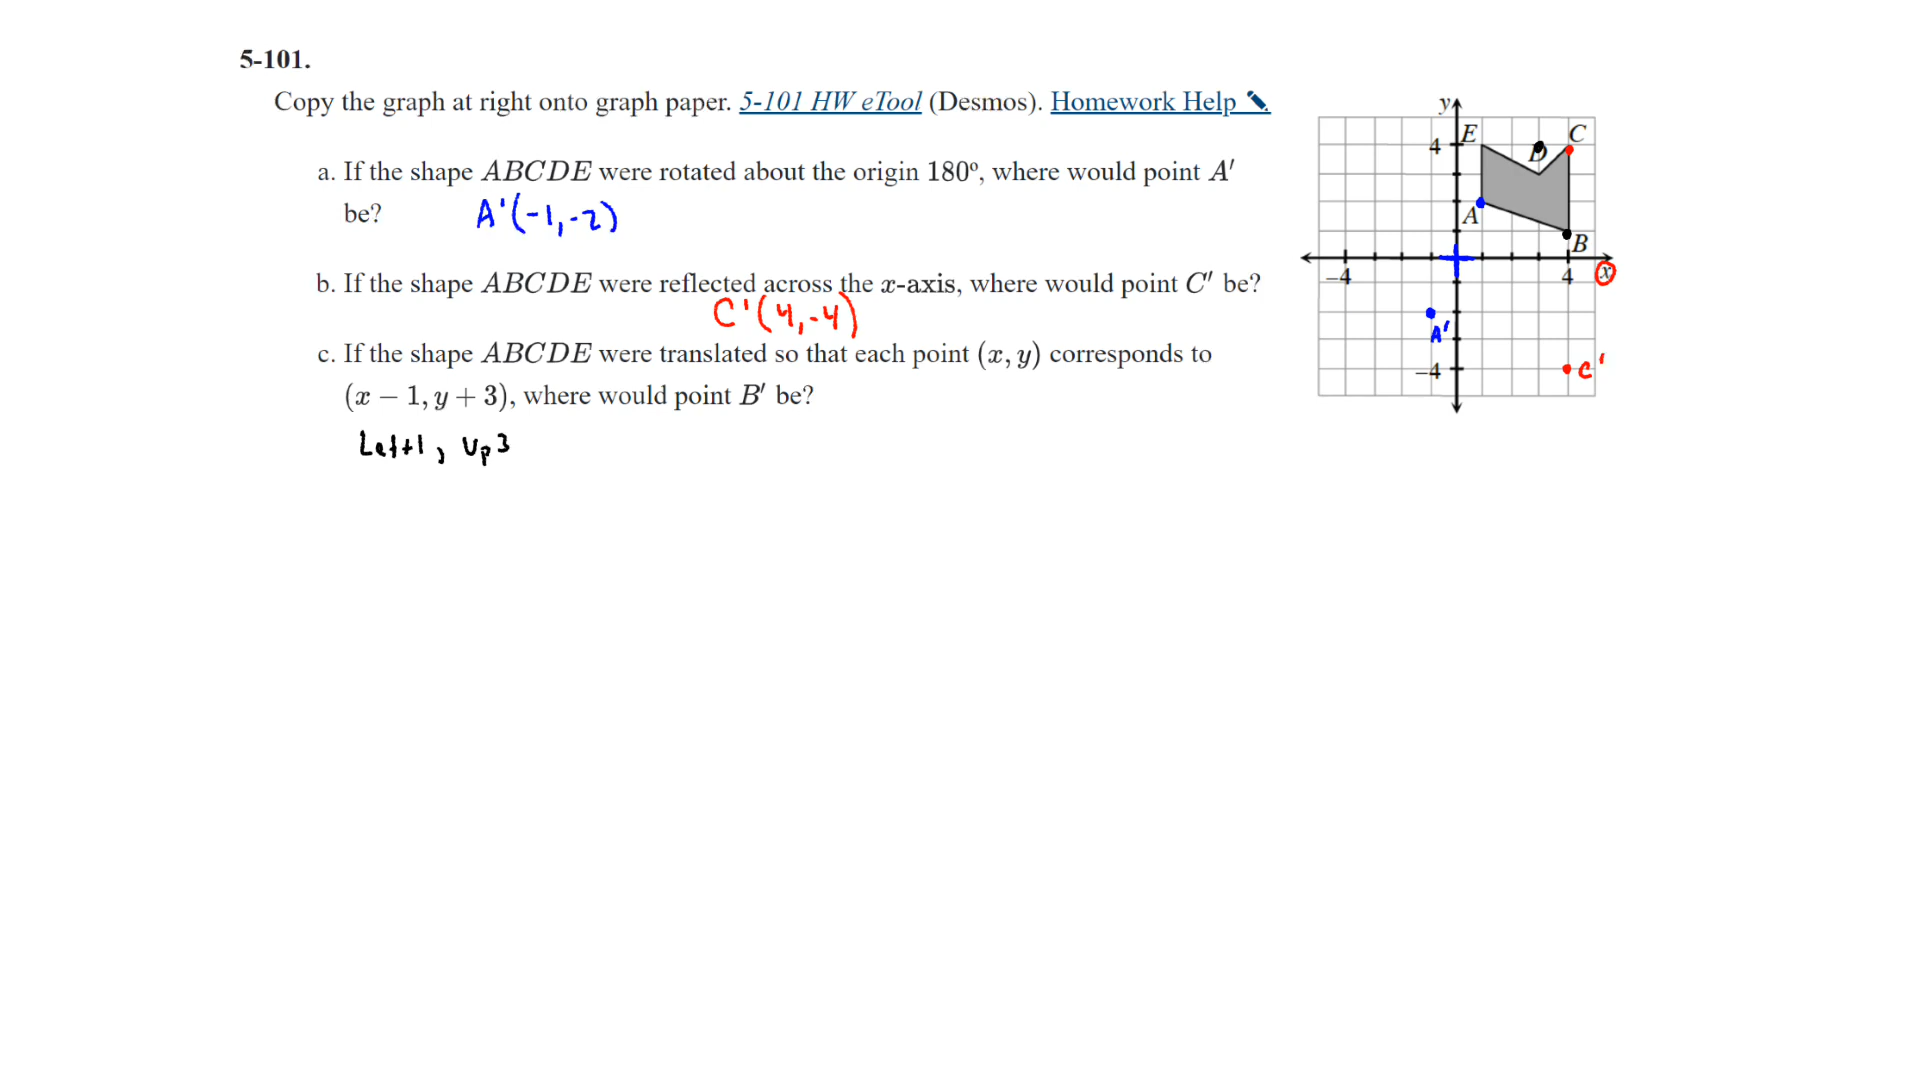 5-101.
Copy the graph at right onto graph paper. 5-101 HW eTool (Desmos). Homework Help ✎
a. If the shape ABCDE were rotated about the origin 180º, where would point A′
be?
A'(-1,-2)
b. If the shape ABCDE were reflected across the x-axis, where would point C′ be?
C'(4,-4)
c. If the shape ABCDE were translated so that each point (x, y) corresponds to
(x − 1, y + 3), where would point B′ be?
Left 1, Up 3
y
E
C
4
D
A
B
−4
4
x
A'
−4
C'